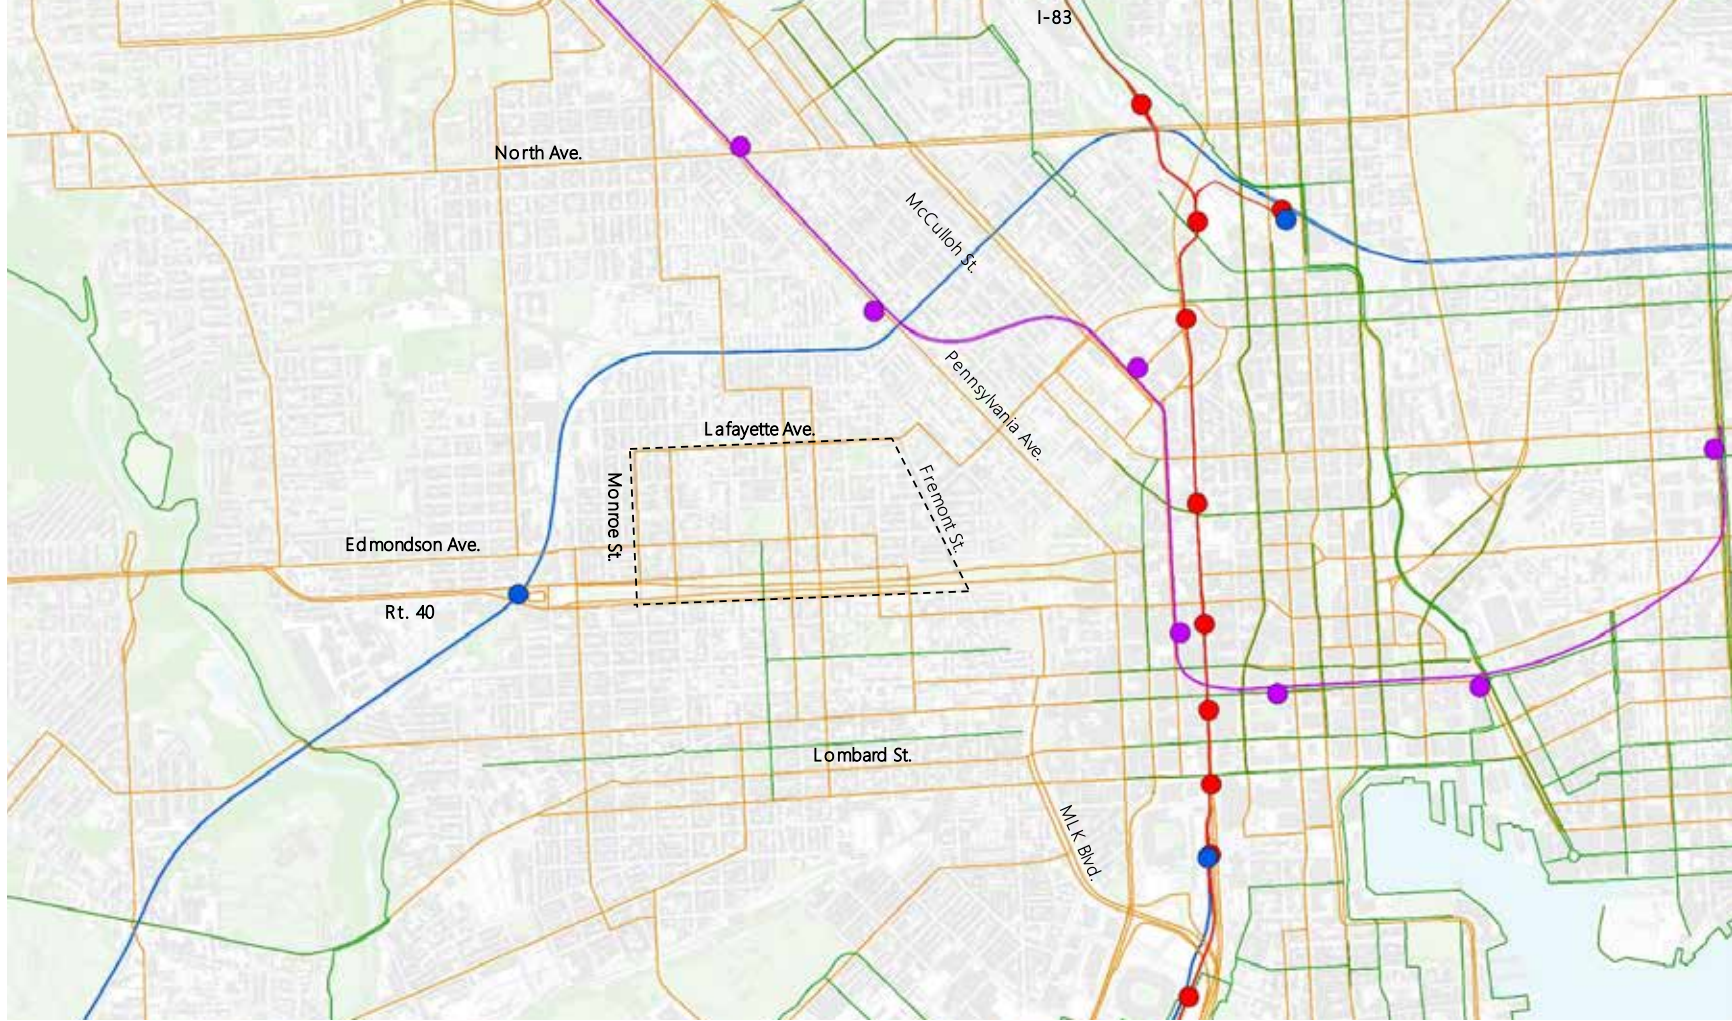 I-83
North Ave.
McCulloh St.
Pennsylvania Ave.
Lafayette Ave.
Fremont St.
Monroe St.
Edmondson Ave.
Rt. 40
Lombard St.
MLK Blvd.